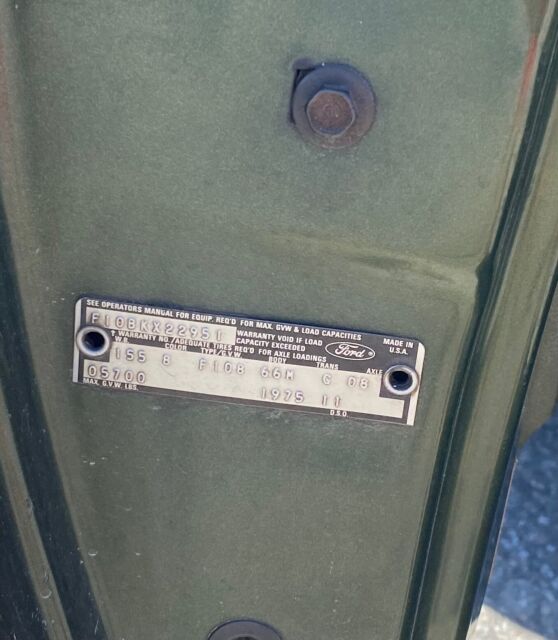 SEE OPERATORS MANUAL FOR EQUIP. REQ'D FOR MAX. GVW & LOAD CAPACITIES
F10BKX22951 WARRANTY VOID IF LOAD CAPACITY EXCEEDED Ford MADE IN U.S.A.
† WARRANTY NO./ADEQUATE TIRES REQ'D FOR AXLE LOADINGS
W.B. COLOR TYPE/G.V.W. BODY TRANS AXLE
155 8 F108 66M G 08
05700 1975 11
MAX. G.V.W. LBS. D.S.O.